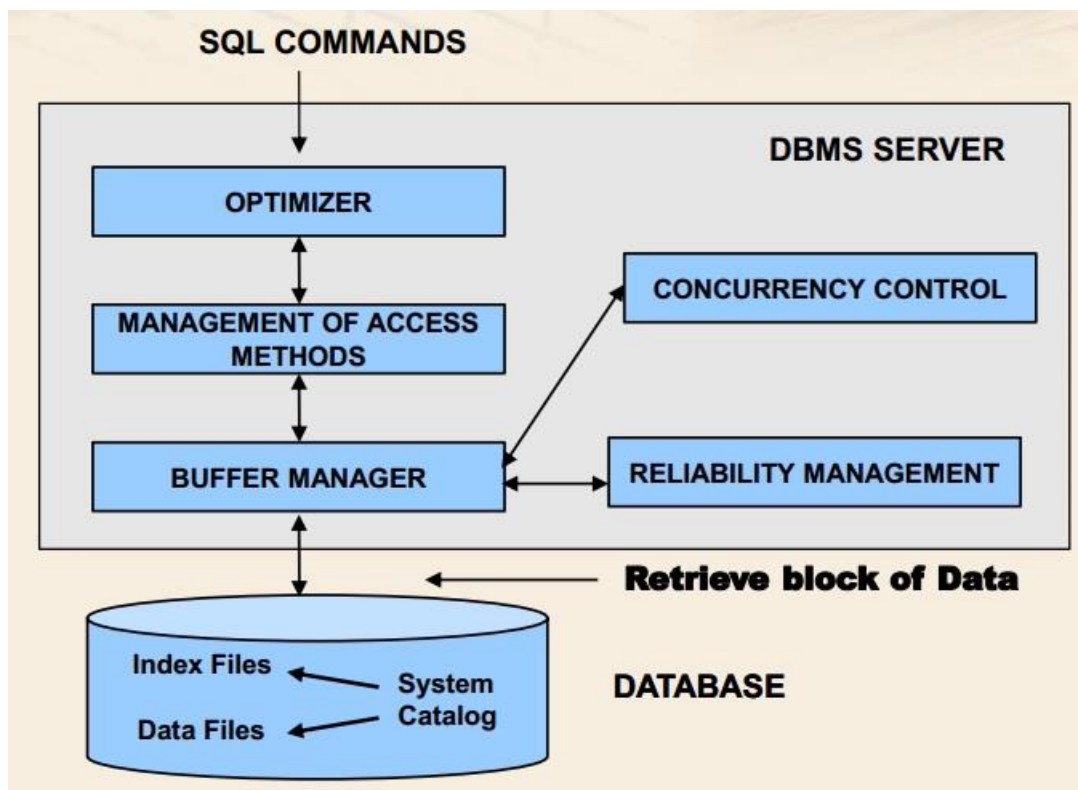 SQL COMMANDS
DBMS SERVER
OPTIMIZER
CONCURRENCY CONTROL
MANAGEMENT OF ACCESS
METHODS
BUFFER MANAGER
RELIABILITY MANAGEMENT
Retrieve block of Data
Index Files
System
Catalog
DATABASE
Data Files